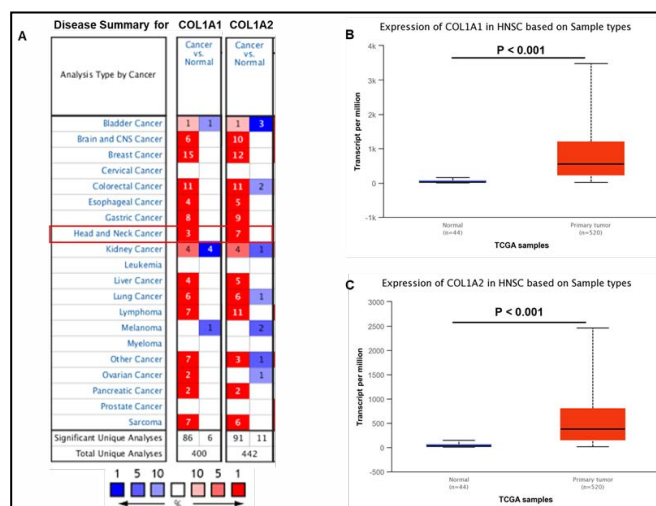 A
Disease Summary for COL1A1 COL1A2
Analysis Type by Cancer
Cancer vs. Normal Cancer vs. Normal
Bladder Cancer 1 1 1 3
Brain and CNS Cancer 6 10
Breast Cancer 15 12
Cervical Cancer
Colorectal Cancer 11 11 2
Esophageal Cancer 4 5
Gastric Cancer 8 9
Head and Neck Cancer 3 7
Kidney Cancer 4 4 4 1
Leukemia
Liver Cancer 4 5
Lung Cancer 6 6 1
Lymphoma 7 11
Melanoma 1 2
Myeloma
Other Cancer 7 3 1
Ovarian Cancer 2 1
Pancreatic Cancer 2 2
Prostate Cancer
Sarcoma 7 6
Significant Unique Analyses 86 6 91 11
Total Unique Analyses 400 442
1 5 10 10 5 1
%
B
Expression of COL1A1 in HNSC based on Sample types
P < 0.001
Transcript per million
4k
3k
2k
1k
0
-1k
Normal
(n=44)
Primary tumor
(n=520)
TCGA samples
C
Expression of COL1A2 in HNSC based on Sample types
P < 0.001
Transcript per million
3000
2500
2000
1500
1000
500
0
-500
Normal
(n=44)
Primary tumor
(n=520)
TCGA samples